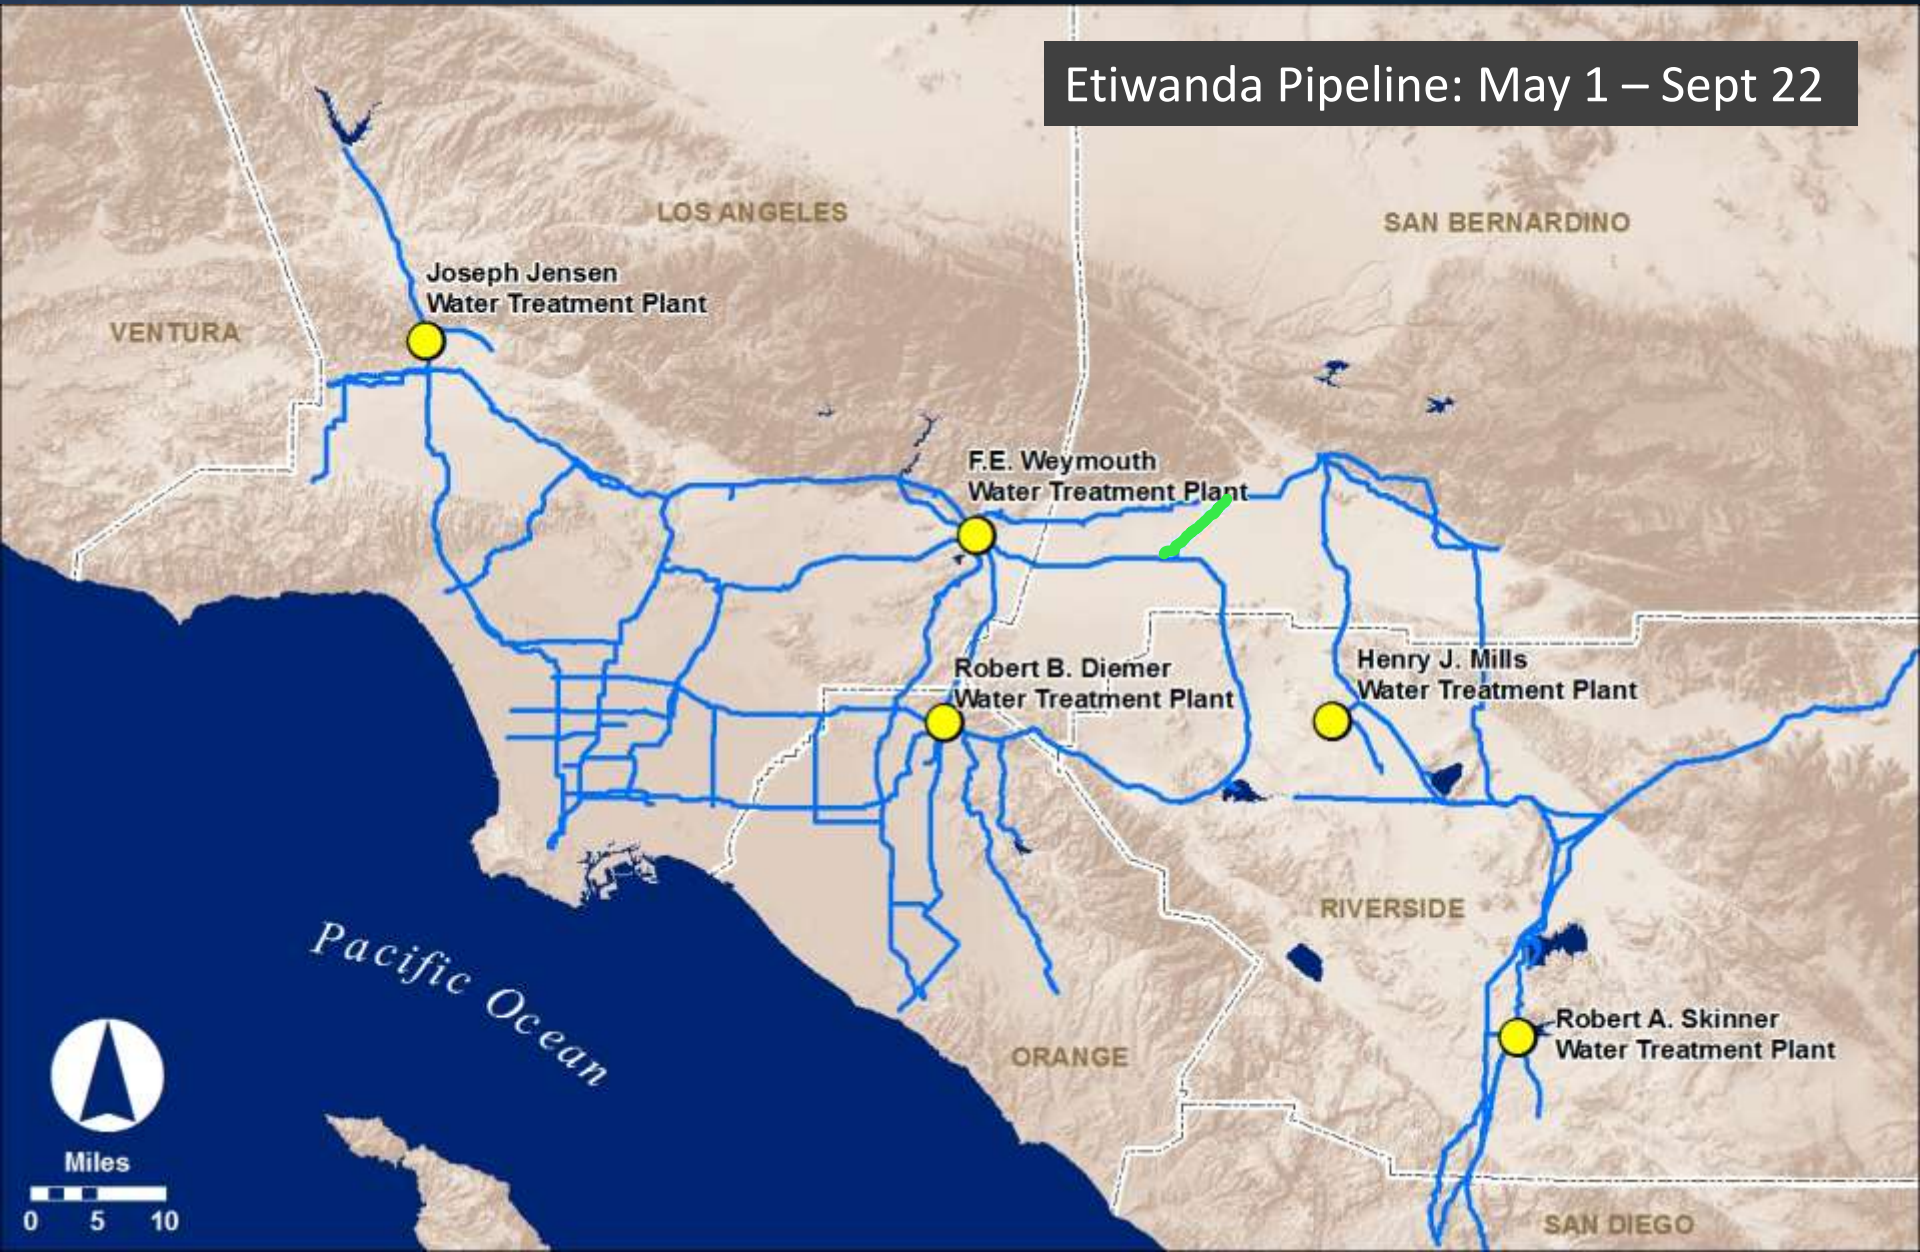 Etiwanda Pipeline: May 1 – Sept 22
LOS ANGELES
SAN BERNARDINO
Joseph Jensen
Water Treatment Plant
VENTURA
F.E. Weymouth
Water Treatment Plant
Robert B. Diemer
Water Treatment Plant
Henry J. Mills
Water Treatment Plant
RIVERSIDE
Pacific Ocean
Robert A. Skinner
Water Treatment Plant
ORANGE
Miles
0 5 10
SAN DIEGO